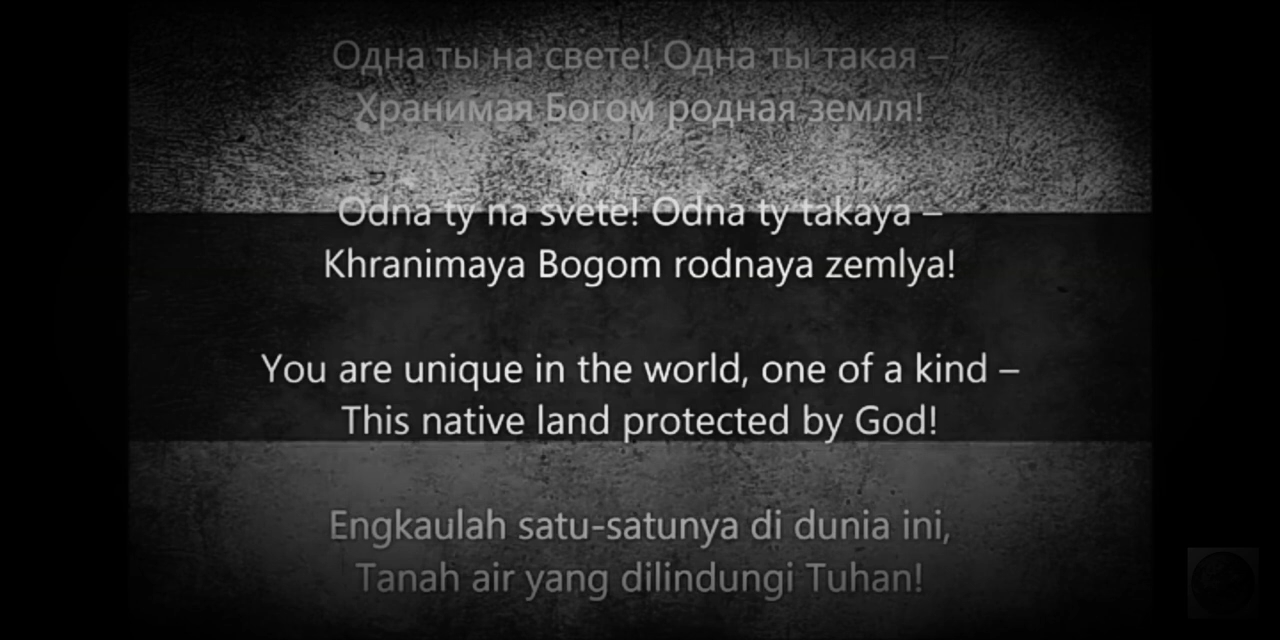 Одна ты на свете! Одна ты такая –
Хранимая Богом родная земля!
Odna ty na svete! Odna ty takaya –
Khranimaya Bogom rodnaya zemlya!
You are unique in the world, one of a kind –
This native land protected by God!
Engkaulah satu-satunya di dunia ini,
Tanah air yang dilindungi Tuhan!